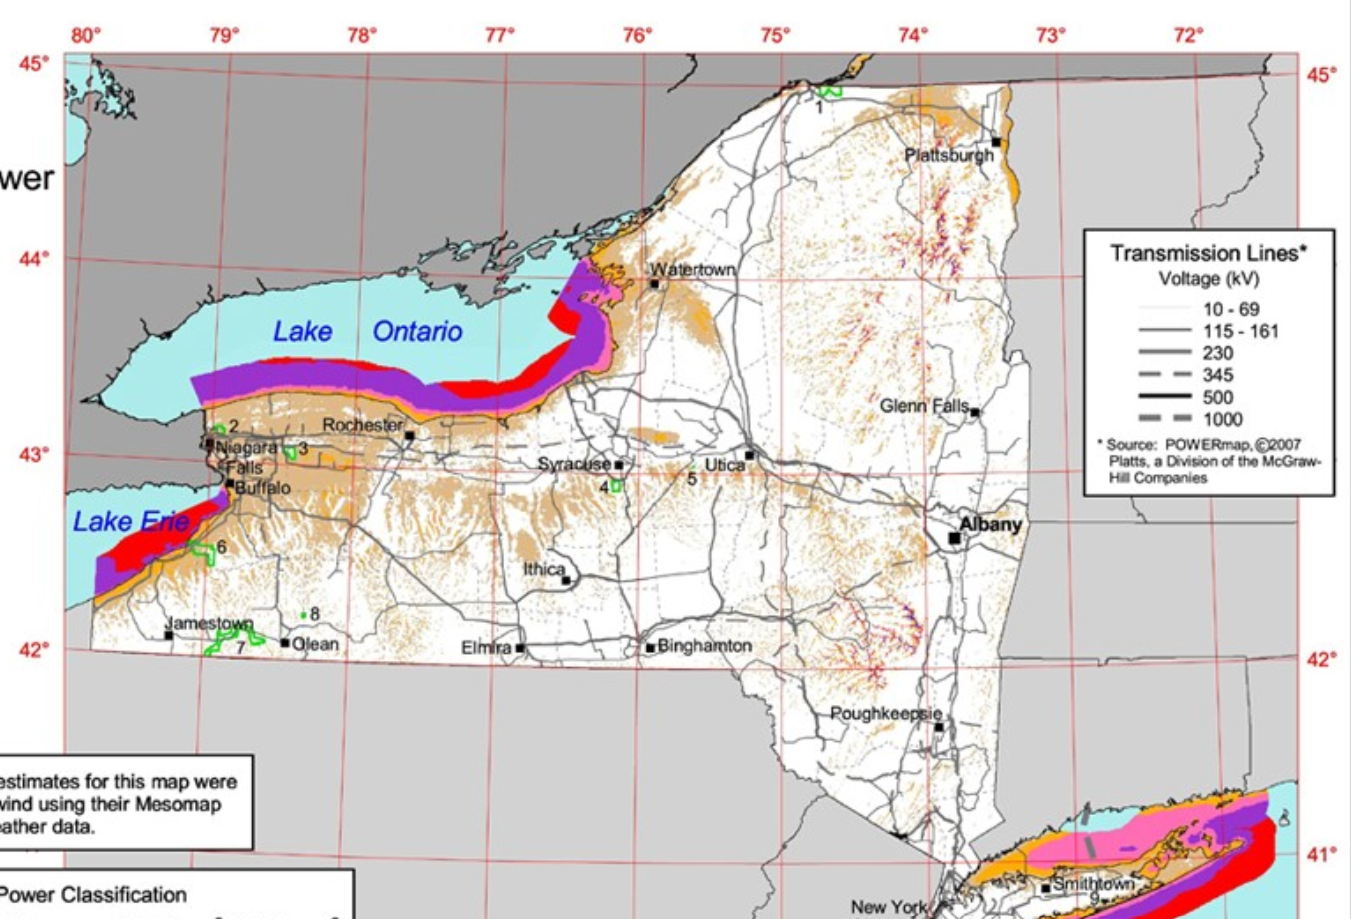 80° 79° 78° 77° 76° 75° 74° 73° 72°
45° 45°
1
Plattsburgh
wer
44°
Watertown
Transmission Lines*
Voltage (kV)
10 - 69
115 - 161
230
345
500
1000
* Source: POWERmap, ©2007
Platts, a Division of the McGraw-
Hill Companies
Lake Ontario
Glenn Falls
2
Rochester
Niagara
Falls
3
43°
Syracuse
Utica
4
5
Buffalo
Lake Erie
Albany
6
Ithica
8
Jamestown
7
Olean
Elmira
Binghamton
42° 42°
Poughkeepsie
estimates for this map were
wind using their Mesomap
eather data.
41°
Power Classification
Smithtown
9
New York